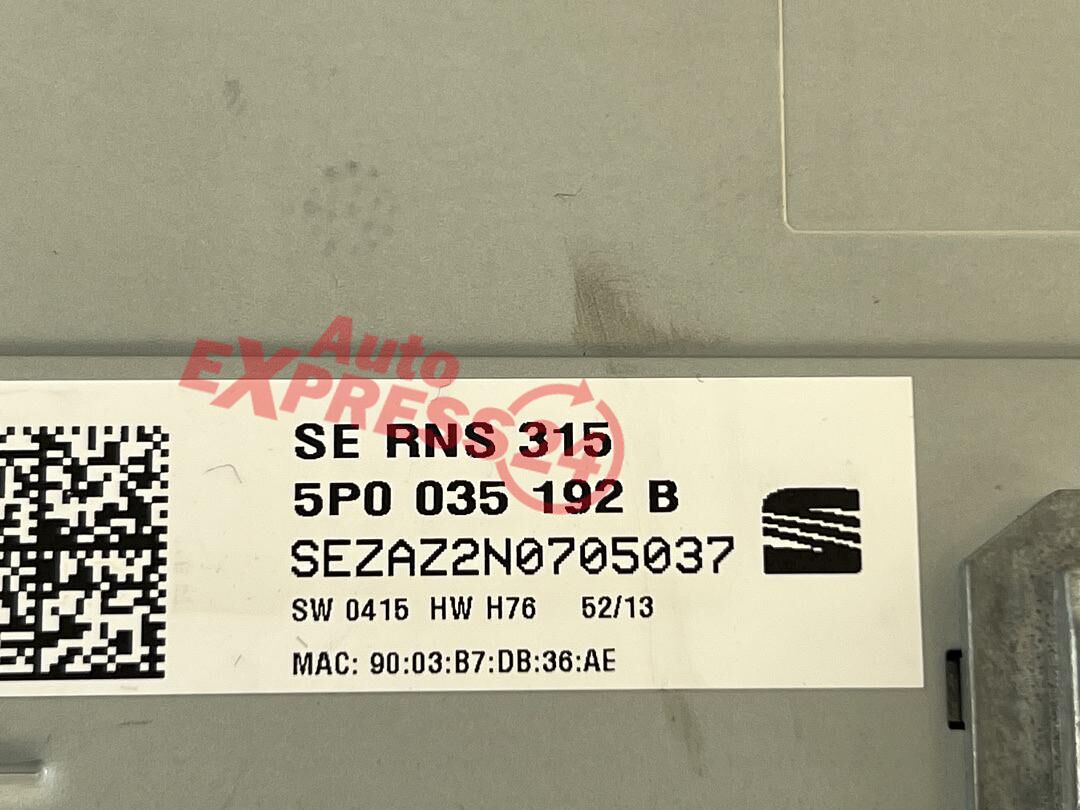 Auto
EXPRESS24
SE RNS 315
5P0 035 192 B
SEZAZ2N0705037
SW 0415 HW H76 52/13
MAC: 90:03:B7:DB:36:AE